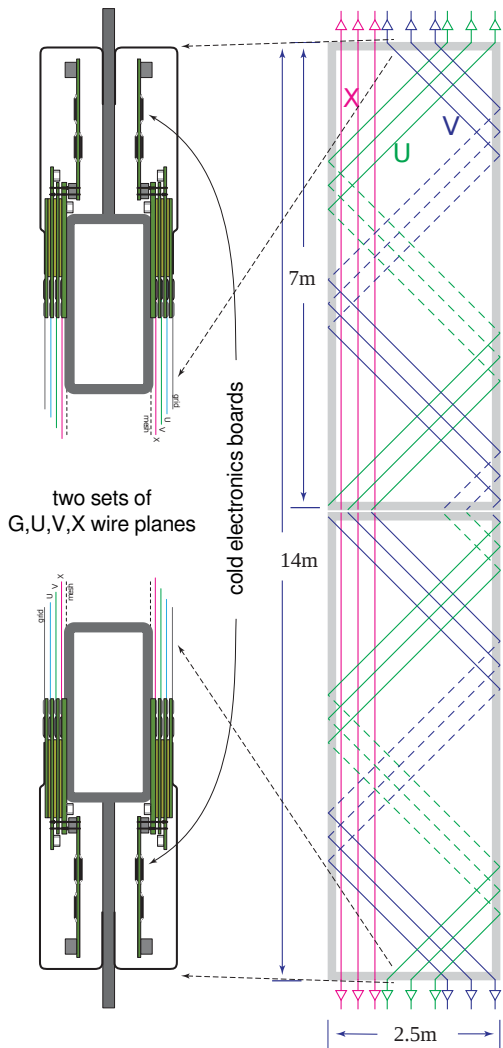 X
V
U
7m
grid
U
V
X
mesh
two sets of
G,U,V,X wire planes
cold electronics boards
14m
grid
U
V
X
mesh
2.5m